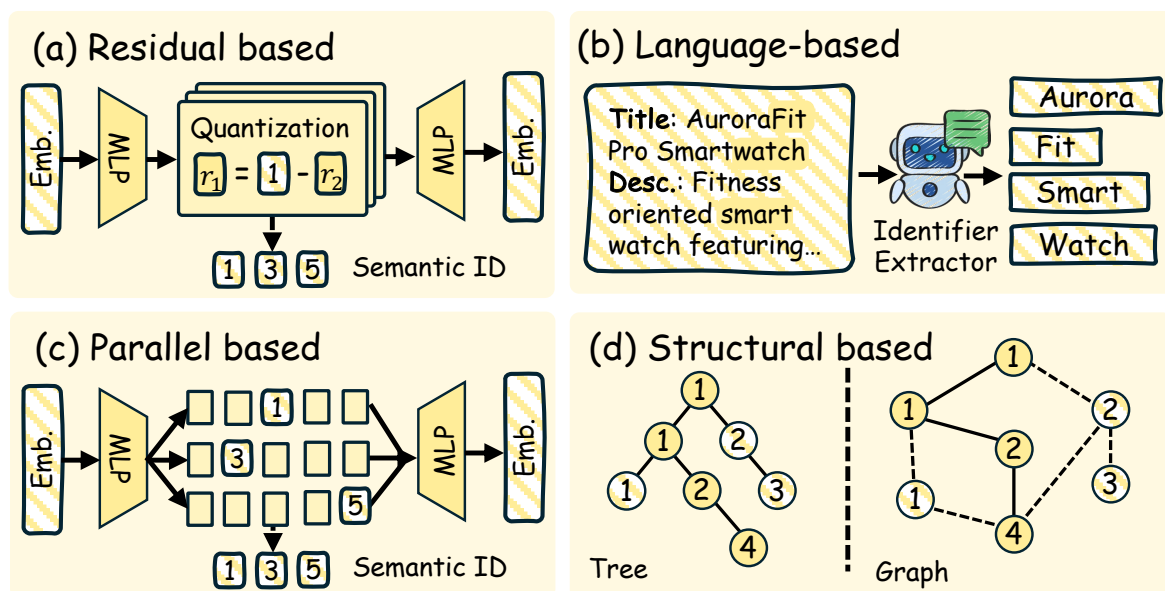 (a) Residual based
Emb.
MLP
Quantization
r₁ = 1 - r₂
MLP
Emb.
1 3 5 Semantic ID
(b) Language-based
Title: AuroraFit
Pro Smartwatch
Desc.: Fitness
oriented smart
watch featuring...
Identifier
Extractor
Aurora
Fit
Smart
Watch
(c) Parallel based
Emb.
MLP
1
3
5
MLP
Emb.
1 3 5 Semantic ID
(d) Structural based
1
1 2
1 2 3
4
Tree
1
1 2
2
1 3
4
Graph